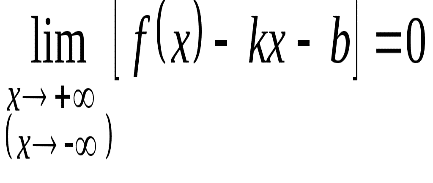 lim [ f(x) - kx - b ] = 0
x→ +∞
(x→ -∞)